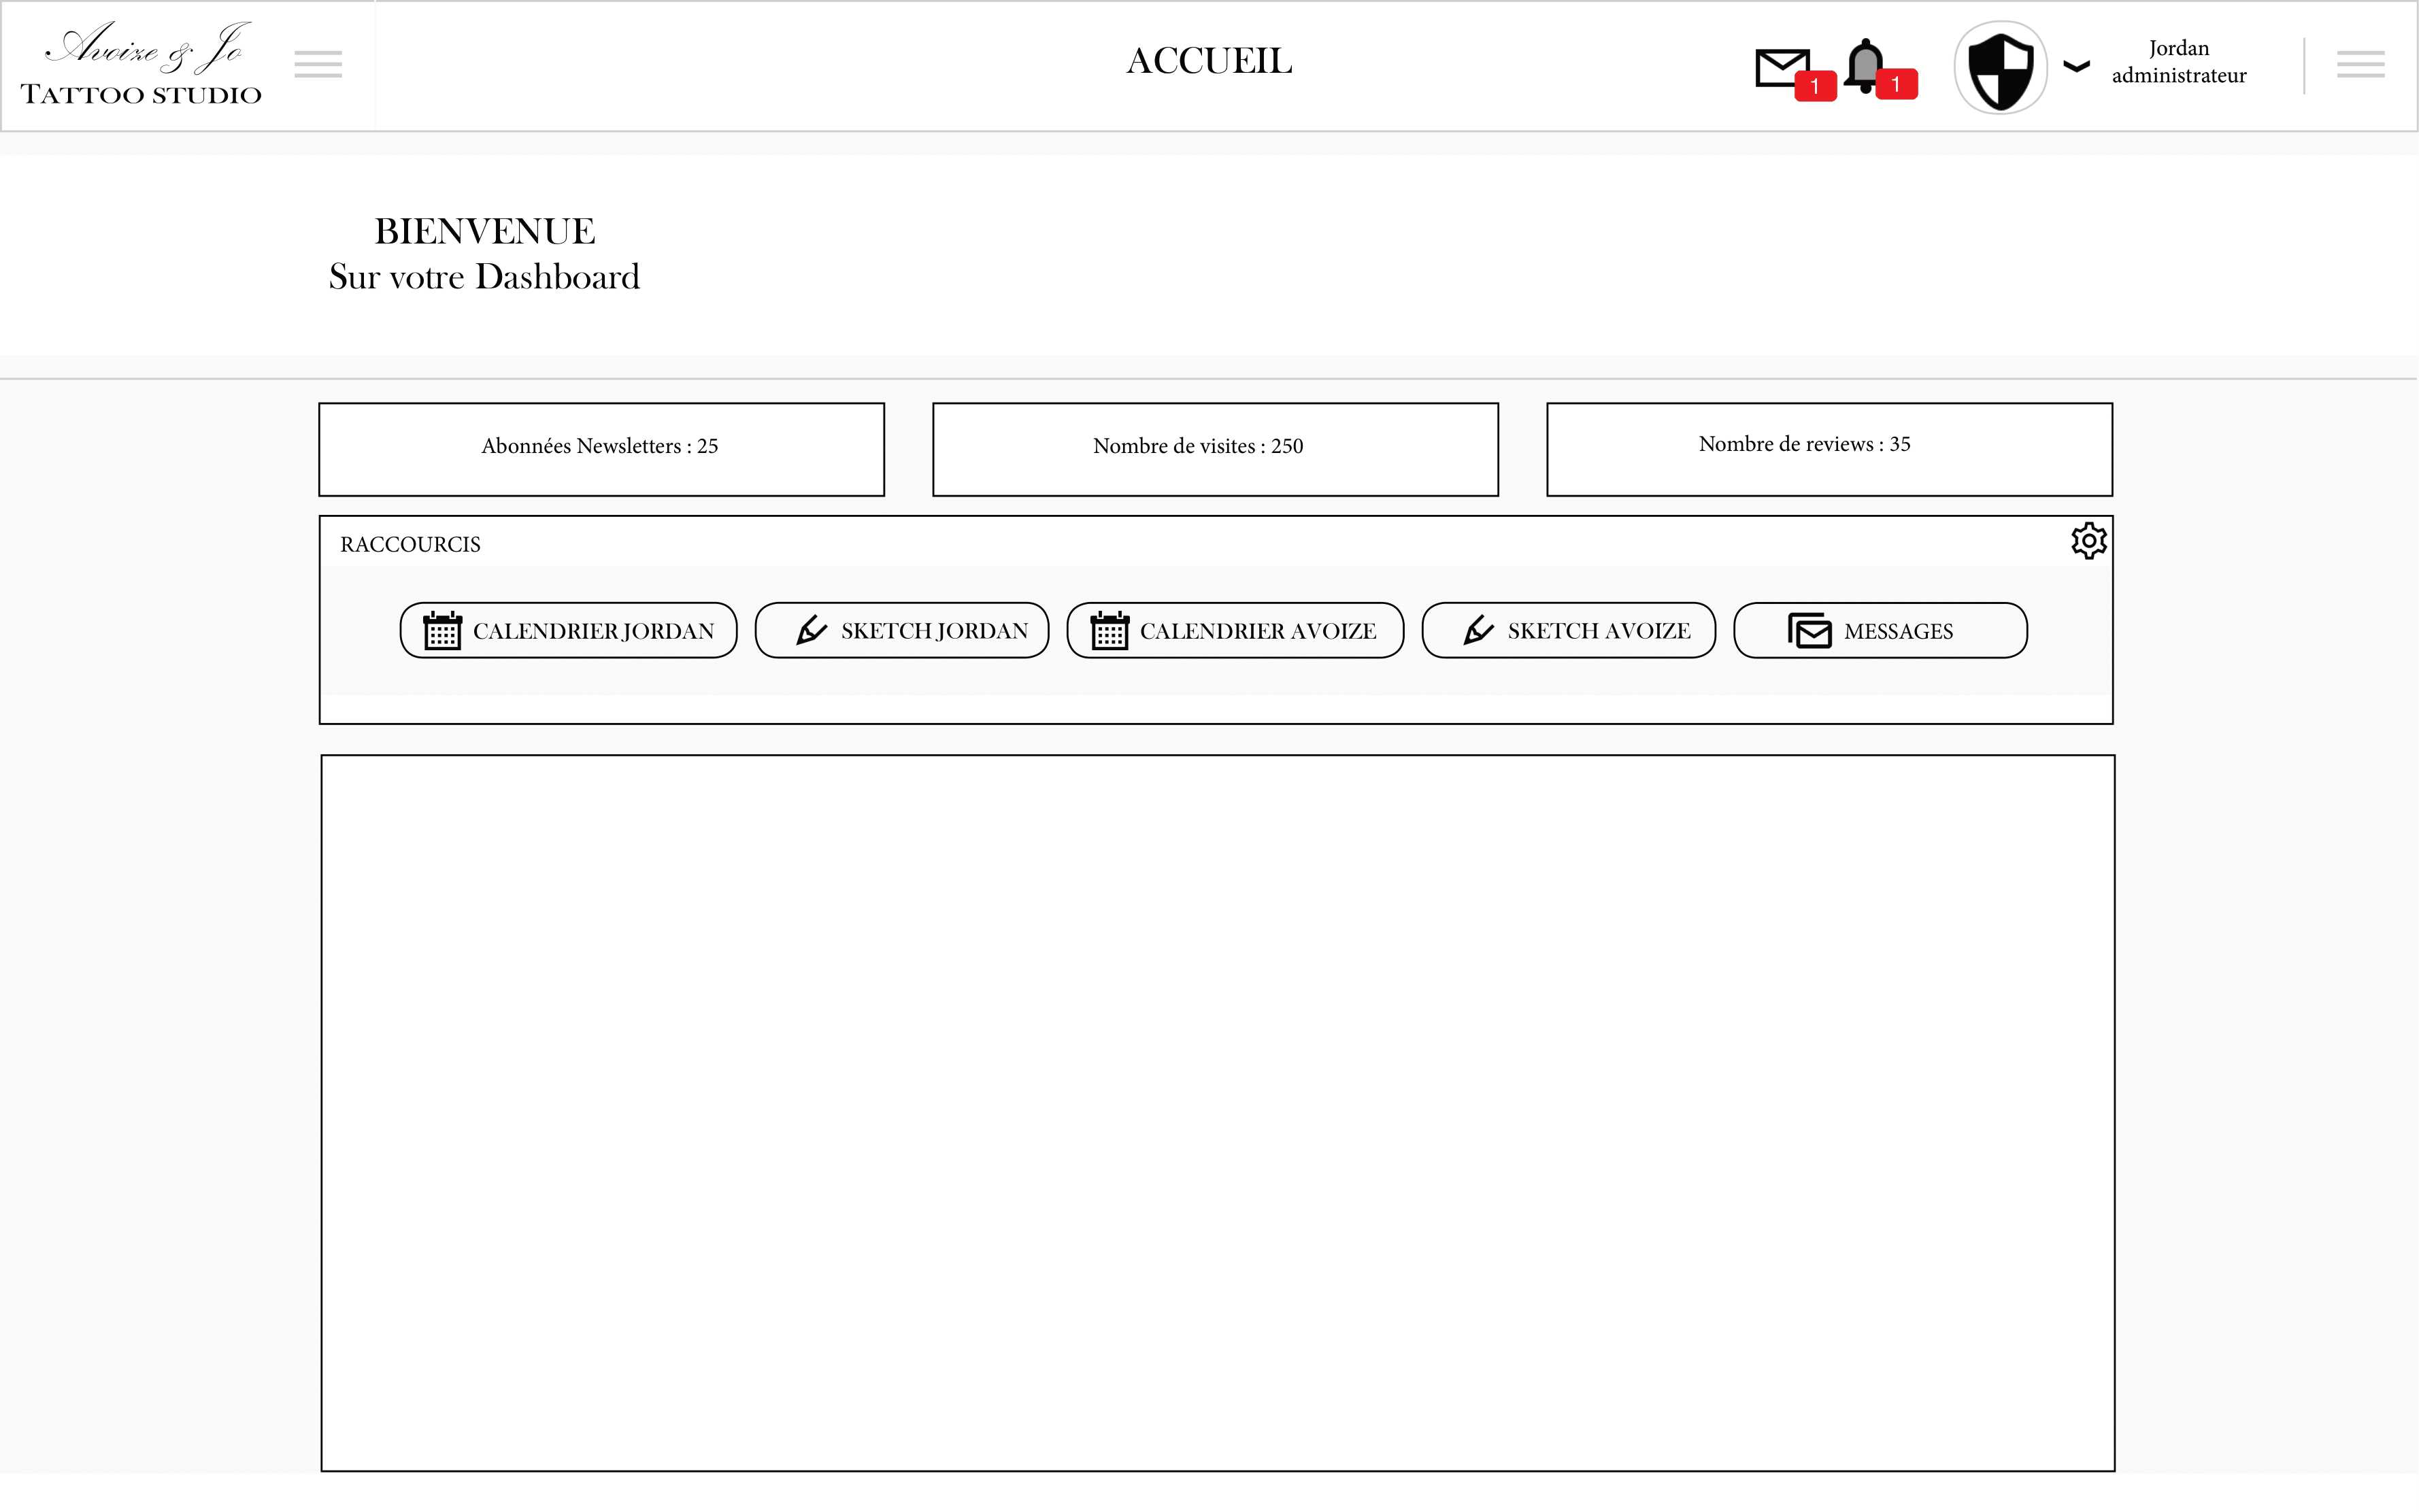 Avoize & Jo
TATTOO STUDIO
ACCUEIL
1
1
Jordan
administrateur
BIENVENUE
Sur votre Dashboard
Abonnées Newsletters : 25
Nombre de visites : 250
Nombre de reviews : 35
RACCOURCIS
CALENDRIER JORDAN
SKETCH JORDAN
CALENDRIER AVOIZE
SKETCH AVOIZE
MESSAGES